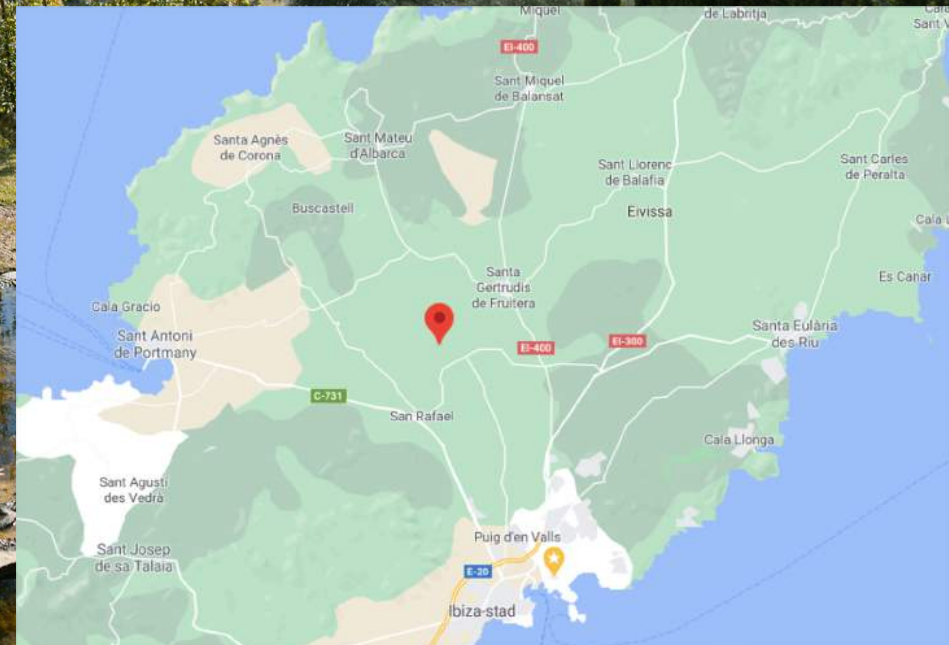 Miquel
de Labritja
EI-400
Sant Miquel
de Balansat
Santa Agnès
de Corona
Sant Mateu
d'Albarca
Sant Llorenc
de Balafia
Sant Carles
de Peralta
Buscastell
Eivissa
Es Canar
Santa
Gertrudis
de Fruitera
Cala Gracio
Sant Antoni
de Portmany
Santa Eulària
des Riu
EI-400
EI-300
C-731
San Rafael
Cala Llonga
Sant Agustí
des Vedrà
Puig d'en Valls
Sant Josep
de sa Talaia
E-20
Ibiza-stad